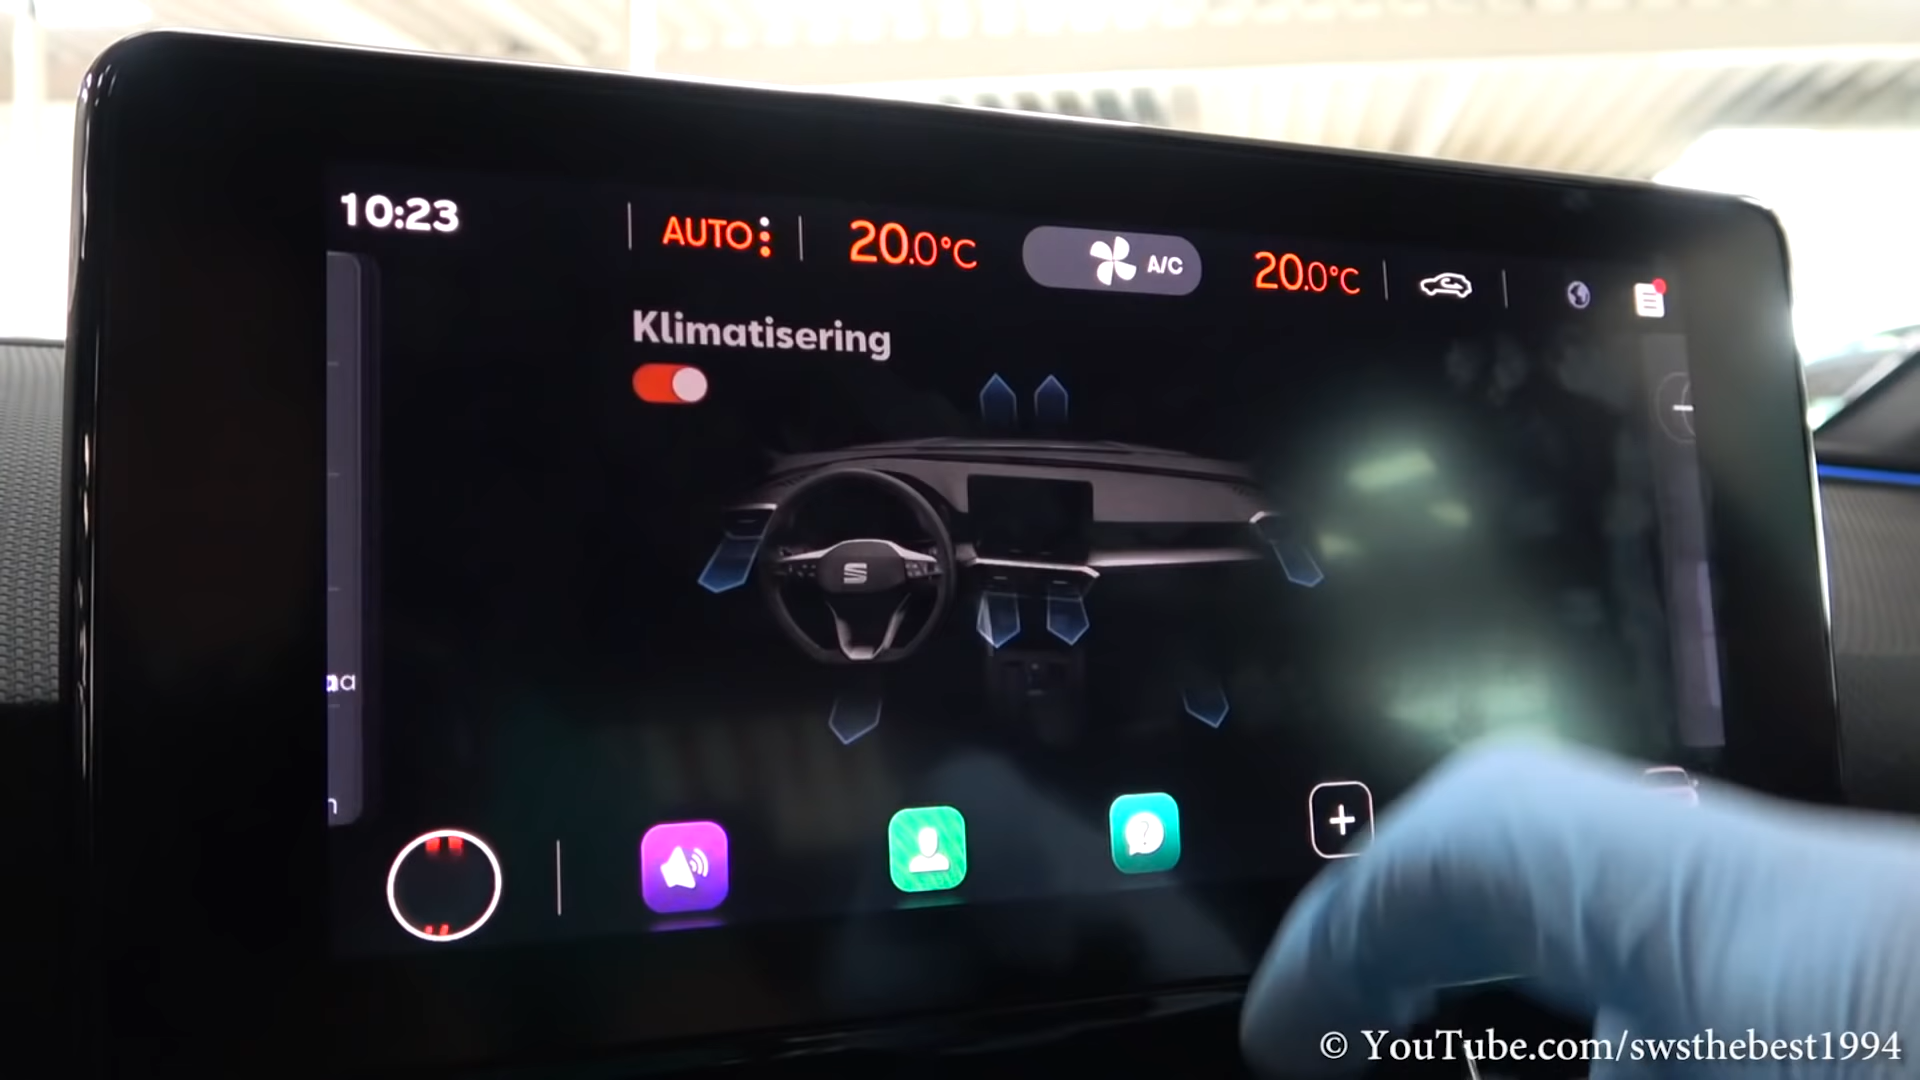 10:23
AUTO
20.0°C
A/C
20.0°C
Klimatisering
© YouTube.com/swsthebest1994